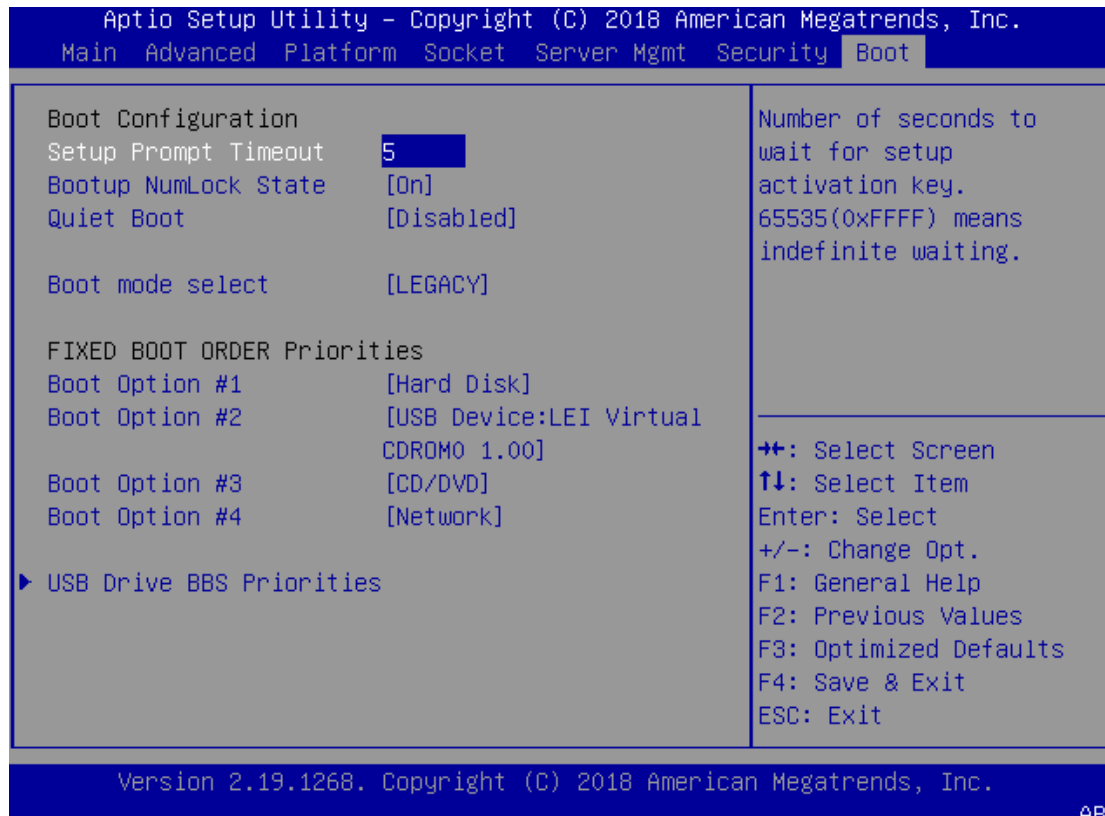 Aptio Setup Utility – Copyright (C) 2018 American Megatrends, Inc.
Main Advanced Platform Socket Server Mgmt Security Boot
Boot Configuration
Setup Prompt Timeout 5
Bootup NumLock State [On]
Quiet Boot [Disabled]
Boot mode select [LEGACY]
FIXED BOOT ORDER Priorities
Boot Option #1 [Hard Disk]
Boot Option #2 [USB Device:LEI Virtual
CDROM0 1.00]
Boot Option #3 [CD/DVD]
Boot Option #4 [Network]
► USB Drive BBS Priorities
Number of seconds to
wait for setup
activation key.
65535(0xFFFF) means
indefinite waiting.
→←: Select Screen
↑↓: Select Item
Enter: Select
+/-: Change Opt.
F1: General Help
F2: Previous Values
F3: Optimized Defaults
F4: Save & Exit
ESC: Exit
Version 2.19.1268. Copyright (C) 2018 American Megatrends, Inc.